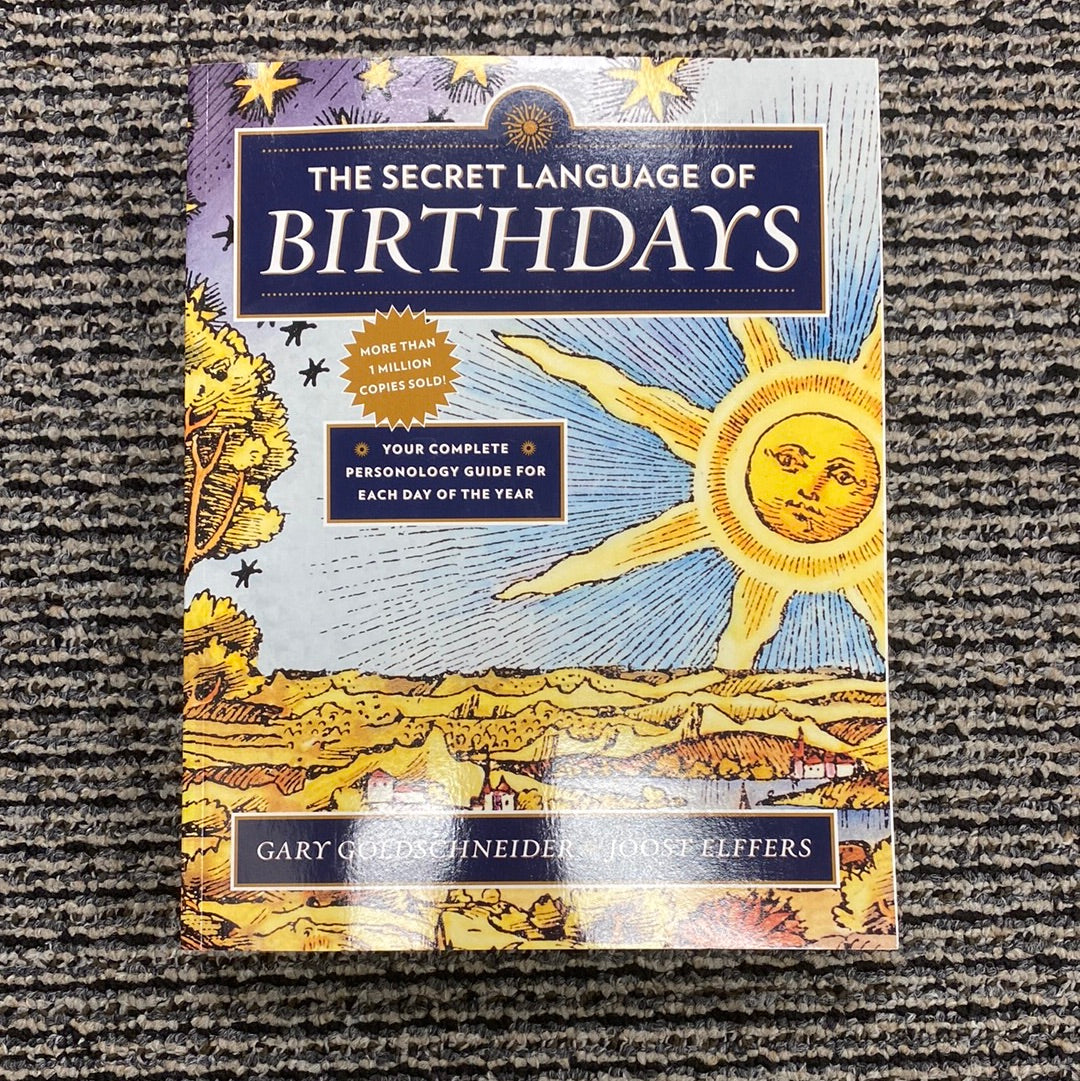 THE SECRET LANGUAGE OF
BIRTHDAYS
MORE THAN
1 MILLION
COPIES SOLD!
YOUR COMPLETE
PERSONOLOGY GUIDE FOR
EACH DAY OF THE YEAR
GARY GOLDSCHNEIDER JOOST ELFFERS